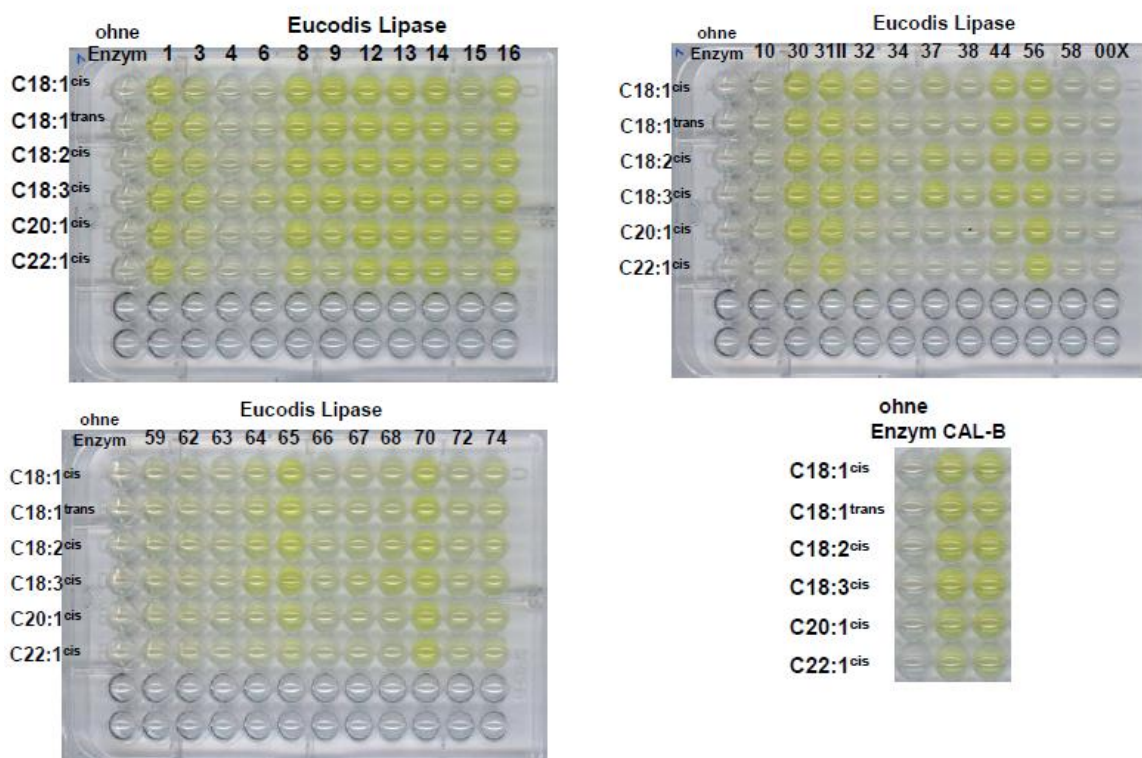 Eucodis Lipase
ohne
Enzym 1 3 4 6 8 9 12 13 14 15 16
C18:1cis
C18:1trans
C18:2cis
C18:3cis
C20:1cis
C22:1cis
Eucodis Lipase
ohne
Enzym 10 30 31II 32 34 37 38 44 56 58 00X
C18:1cis
C18:1trans
C18:2cis
C18:3cis
C20:1cis
C22:1cis
Eucodis Lipase
ohne
Enzym 59 62 63 64 65 66 67 68 70 72 74
C18:1cis
C18:1trans
C18:2cis
C18:3cis
C20:1cis
C22:1cis
ohne
Enzym CAL-B
C18:1cis
C18:1trans
C18:2cis
C18:3cis
C20:1cis
C22:1cis